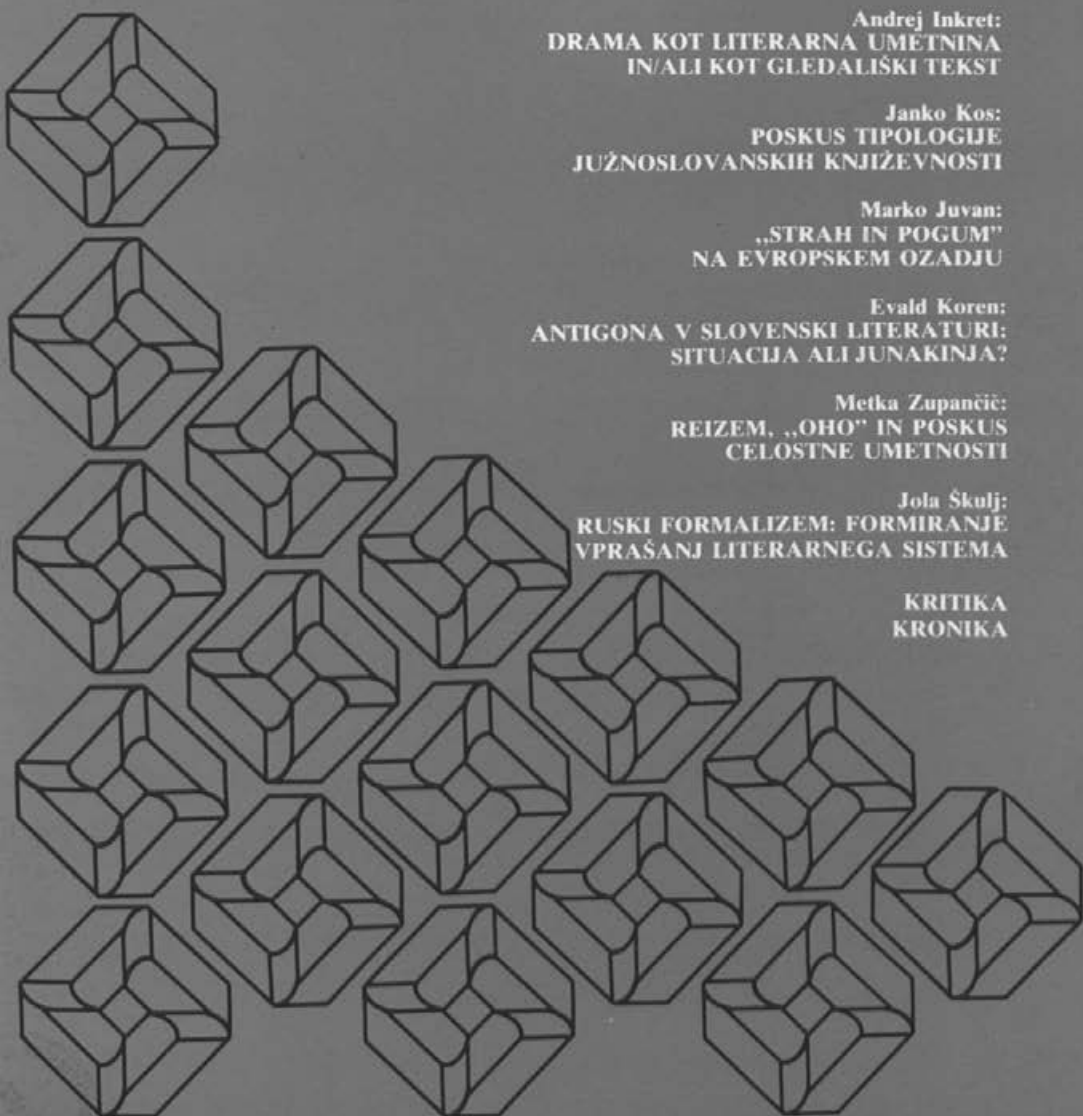 Andrej Inkret:
DRAMA KOT LITERARNA UMETNINA
IN/ALI KOT GLEDALIŠKI TEKST
Janko Kos:
POSKUS TIPOLOGIJE
JUŽNOSLOVANSKIH KNJIŽEVNOSTI
Marko Juvan:
,,STRAH IN POGUM”
NA EVROPSKEM OZADJU
Evald Koren:
ANTIGONA V SLOVENSKI LITERATURI:
SITUACIJA ALI JUNAKINJA?
Metka Zupančič:
REIZEM, ,,OHO” IN POSKUS
CELOSTNE UMETNOSTI
Jola Škulj:
RUSKI FORMALIZEM: FORMIRANJE
VPRAŠANJ LITERARNEGA SISTEMA
KRITIKA
KRONIKA